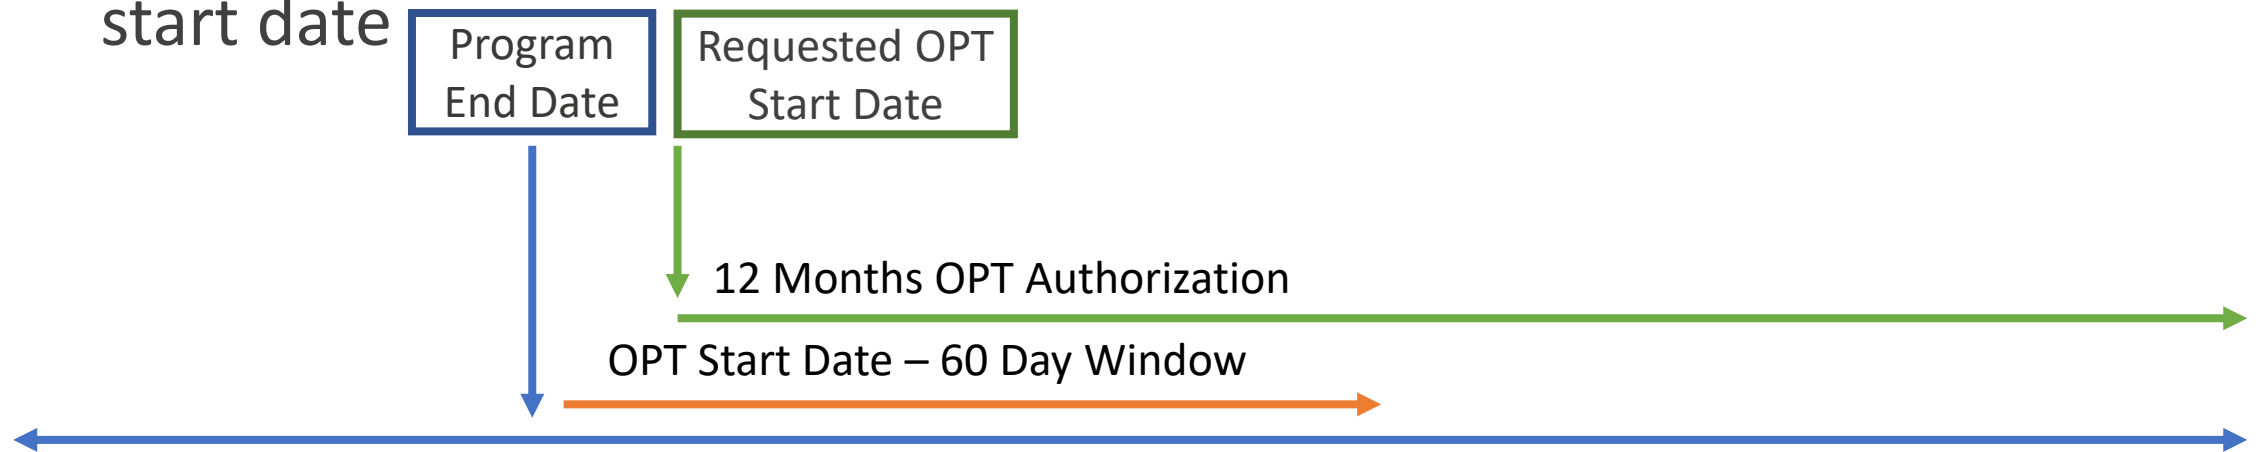 start date
Program
End Date
Requested OPT
Start Date
12 Months OPT Authorization
OPT Start Date – 60 Day Window